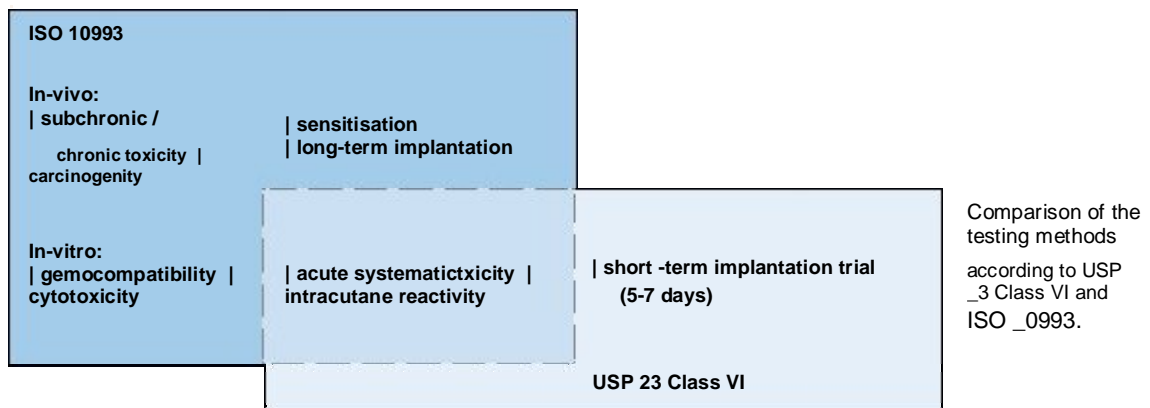 ISO 10993
In-vivo:
| subchronic /
chronic toxicity |
carcinogenity
| sensitisation
| long-term implantation
In-vitro:
| gemocompatibility |
cytotoxicity
| acute systematictxicity |
intracutane reactivity
| short -term implantation trial
(5-7 days)
USP 23 Class VI
Comparison of the
testing methods
according to USP
_3 Class VI and
ISO _0993.